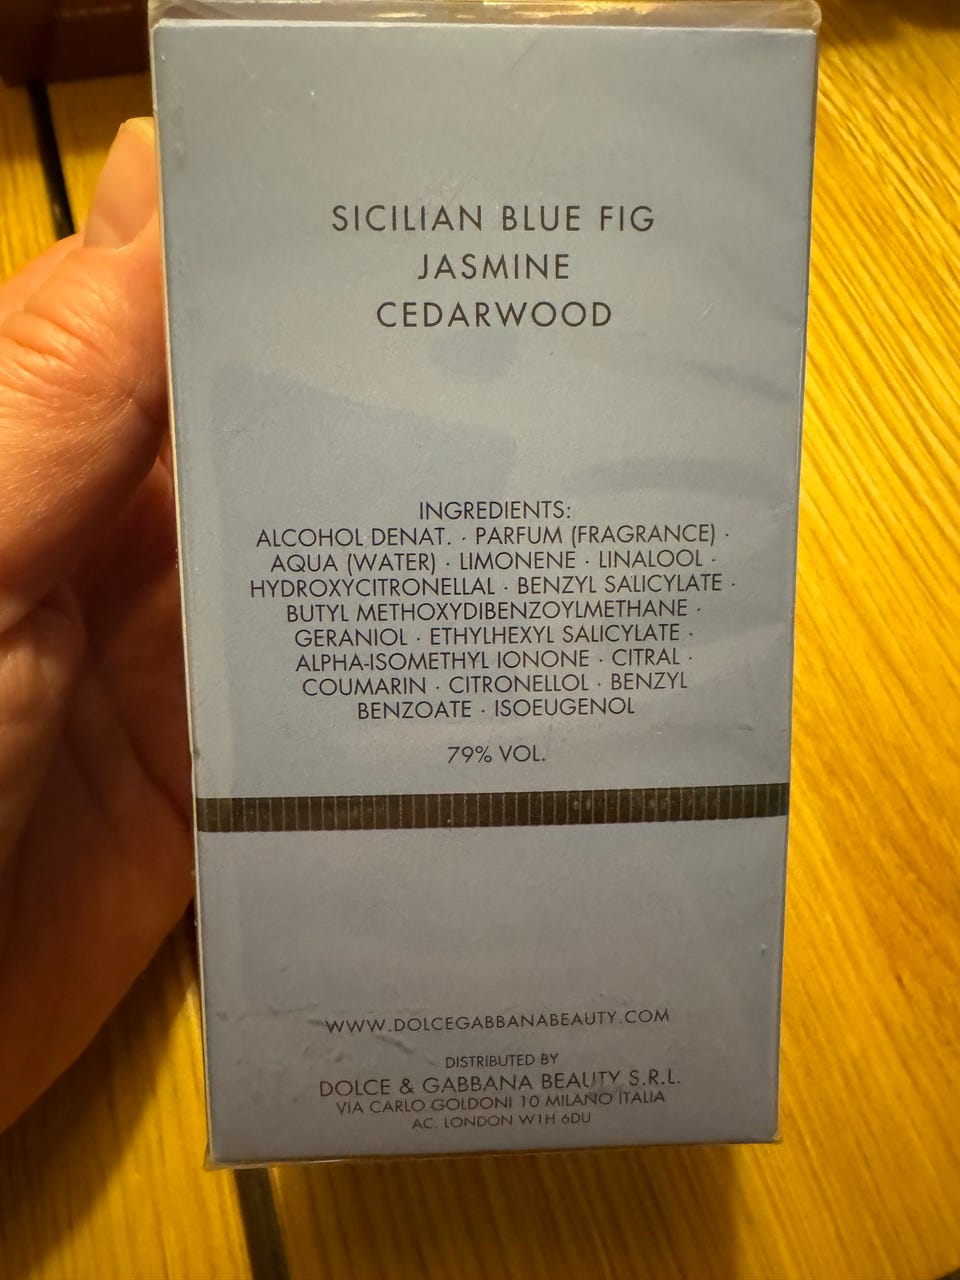 SICILIAN BLUE FIG
JASMINE
CEDARWOOD
INGREDIENTS:
ALCOHOL DENAT. · PARFUM (FRAGRANCE) ·
AQUA (WATER) · LIMONENE · LINALOOL ·
HYDROXYCITRONELLAL · BENZYL SALICYLATE ·
BUTYL METHOXYDIBENZOYLMETHANE ·
GERANIOL · ETHYLHEXYL SALICYLATE ·
ALPHA-ISOMETHYL IONONE · CITRAL ·
COUMARIN · CITRONELLOL · BENZYL
BENZOATE · ISOEUGENOL
79% VOL.
WWW.DOLCEGABBANABEAUTY.COM
DISTRIBUTED BY
DOLCE & GABBANA BEAUTY S.R.L.
VIA CARLO GOLDONI 10 MILANO ITALIA
AC. LONDON W1H 6DU